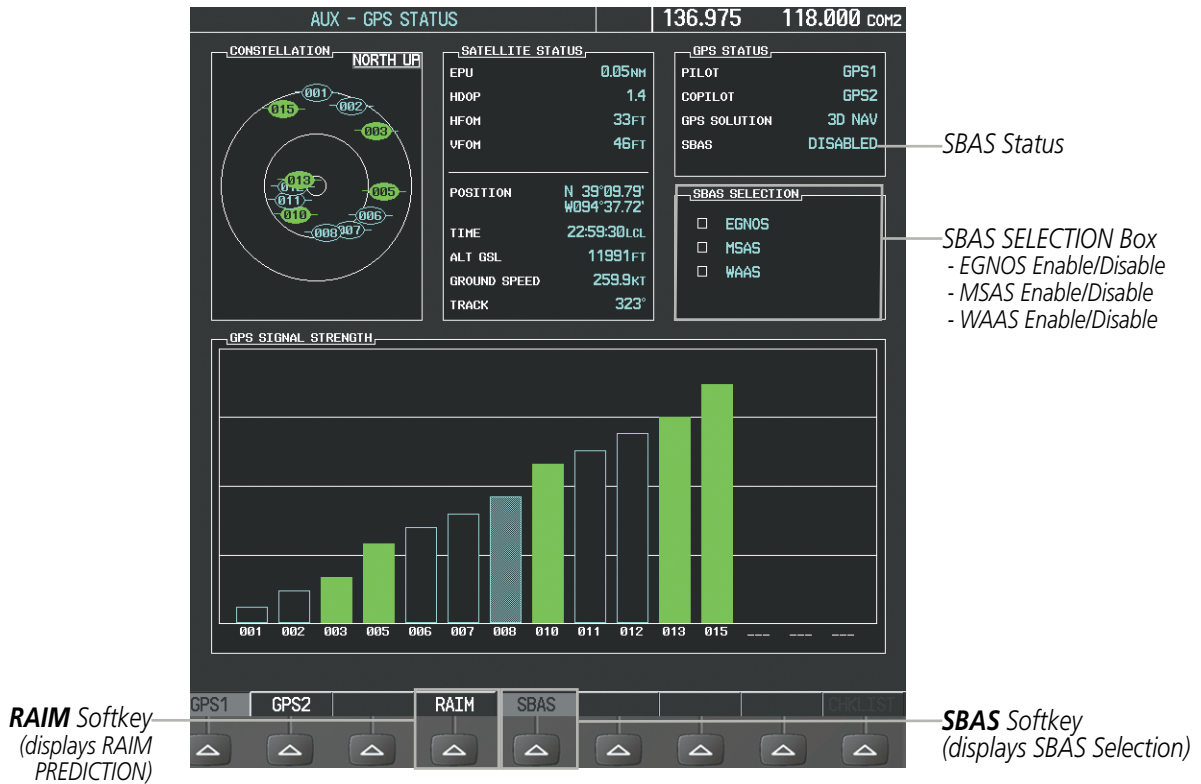 AUX - GPS STATUS
136.975 118.000 COM2
CONSTELLATION
NORTH UP
001
002
015
003
013
005
011
010
006
007
008
SATELLITE STATUS
EPU 0.05NM
HDOP 1.4
HFOM 33FT
VFOM 46FT
POSITION N 39°09.79'
W094°37.72'
TIME 22:59:30LCL
ALT GSL 11991FT
GROUND SPEED 259.9KT
TRACK 323°
GPS STATUS
PILOT GPS1
COPILOT GPS2
GPS SOLUTION 3D NAV
SBAS DISABLED
SBAS Status
SBAS SELECTION
EGNOS
MSAS
WAAS
SBAS SELECTION Box
- EGNOS Enable/Disable
- MSAS Enable/Disable
- WAAS Enable/Disable
GPS SIGNAL STRENGTH
001 002 003 005 006 007 008 010 011 012 013 015 ___ ___ ___
GPS1 GPS2 RAIM SBAS CHKLIST
RAIM Softkey
(displays RAIM
PREDICTION)
SBAS Softkey
(displays SBAS Selection)